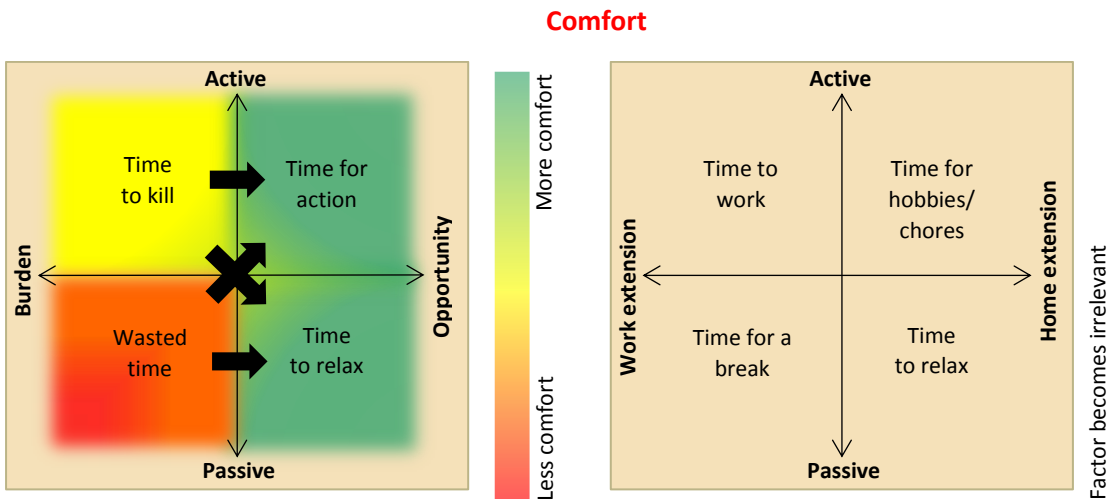 Comfort
Active
Time
to kill
Time for
action
Burden
Opportunity
Wasted
time
Time
to relax
Passive
More comfort
Less comfort
Active
Time to
work
Time for
hobbies/
chores
Work extension
Home extension
Time for a
break
Time
to relax
Passive
Factor becomes irrelevant